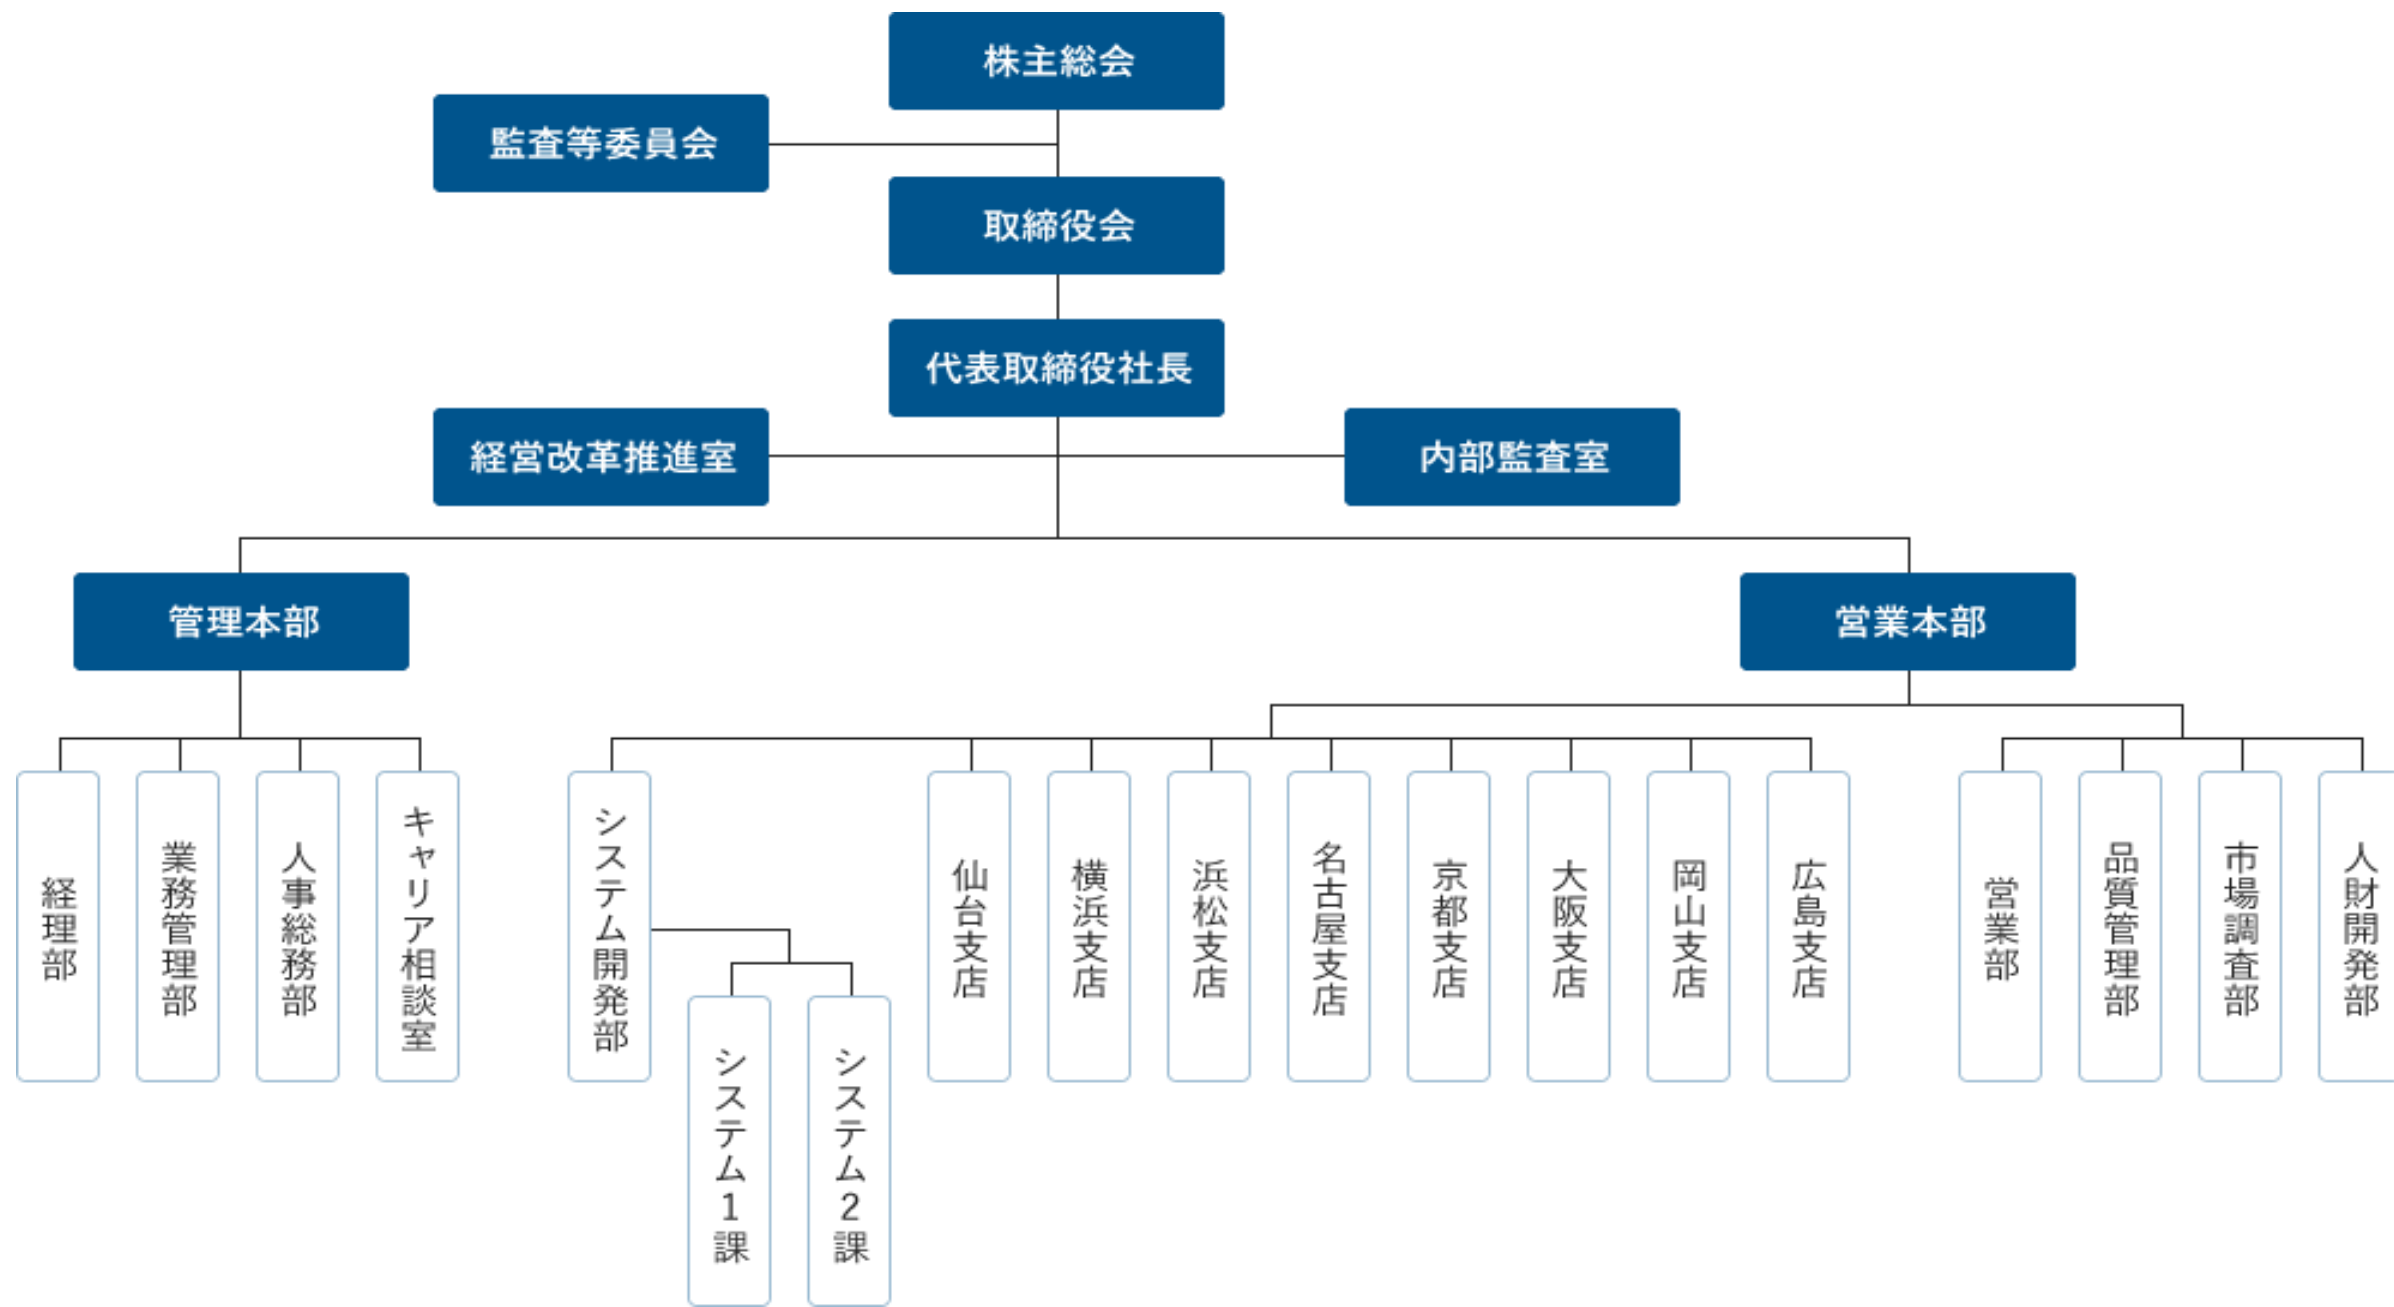 株主総会
監査等委員会
取締役会
代表取締役社長
経営改革推進室
内部監査室
管理本部
営業本部
経理部
業務管理部
人事総務部
キャリア相談室
システム開発部
システム1課
システム2課
仙台支店
横浜支店
浜松支店
名古屋支店
京都支店
大阪支店
岡山支店
広島支店
営業部
品質管理部
市場調査部
人財開発部